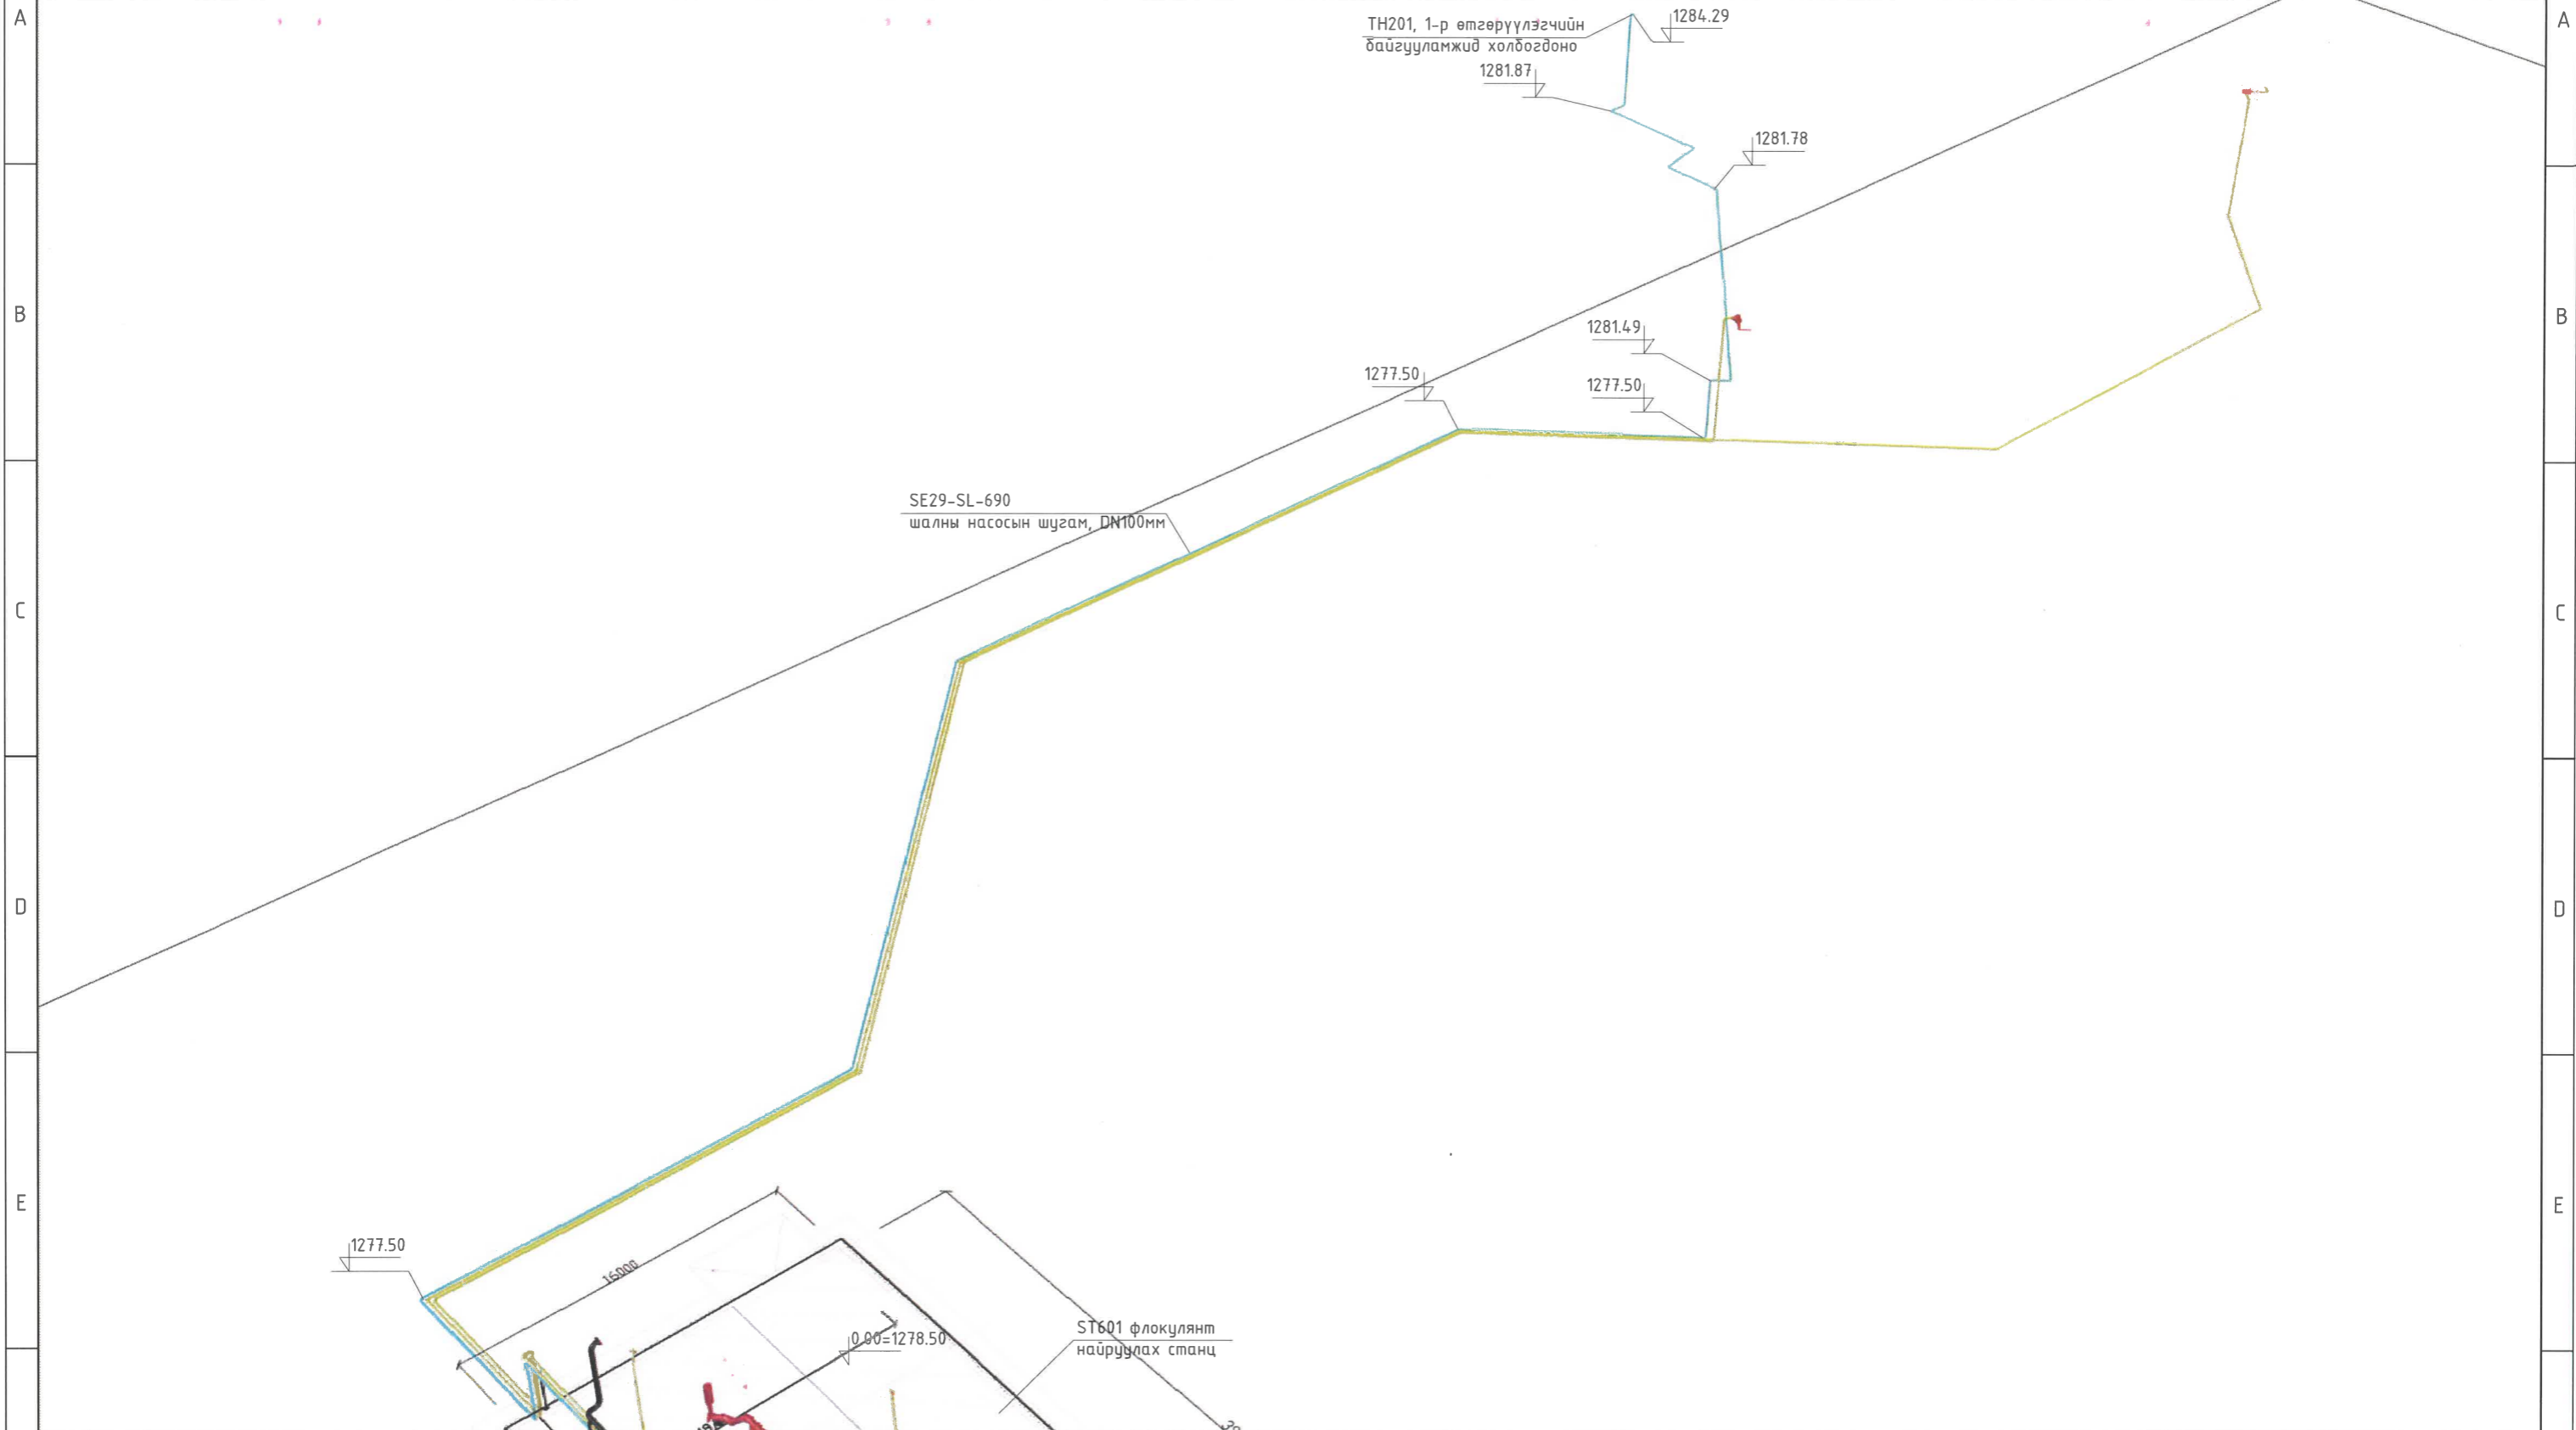 A
A
TH201, 1-р өтгөрүүлэгчийн
байгууламжид холбогдоно
1284.29
1281.87
1281.78
B
B
1281.49
1277.50
1277.50
SE29-SL-690
шалны насосын шугам, DN100мм
C
C
D
D
E
E
1277.50
16000
0.00=1278.50
ST601 флокулянт
найруулах станц